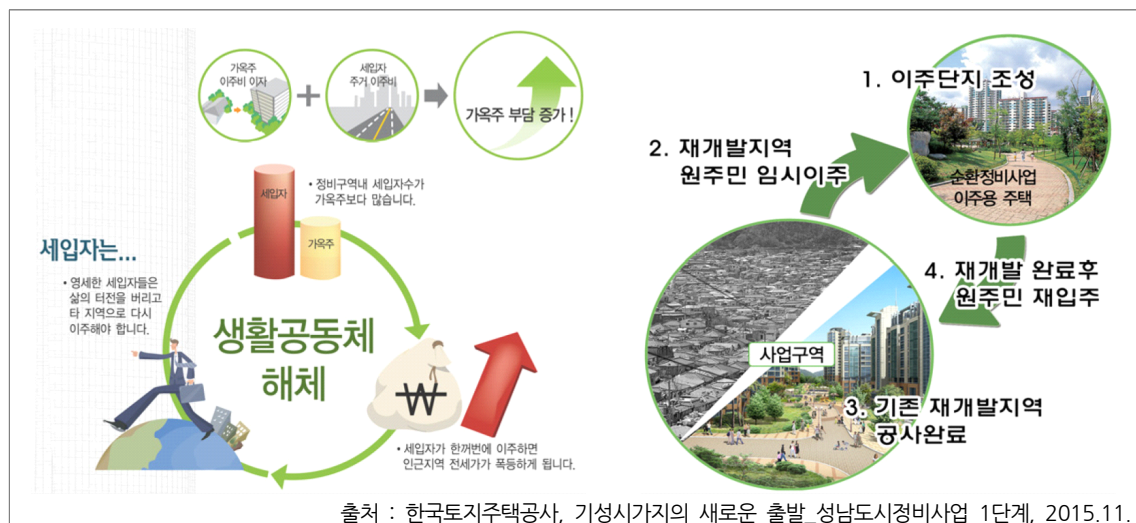 가옥주
이주비 이자
세입자
주거 이주비
가옥주 부담 증가 !
세입자
• 정비구역내 세입자수가
가옥주보다 많습니다.
가옥주
세입자는...
• 영세한 세입자들은
삶의 터전을 버리고
타 지역으로 다시
이주해야 합니다.
생활공동체
해체
₩
• 세입자가 한꺼번에 이주하면
인근지역 전세가가 폭등하게 됩니다.
1. 이주단지 조성
순환정비사업
이주용 주택
2. 재개발지역
원주민 임시이주
4. 재개발 완료후
원주민 재입주
사업구역
3. 기존 재개발지역
공사완료
출처 : 한국토지주택공사, 기성시가지의 새로운 출발_성남도시정비사업 1단계, 2015.11.